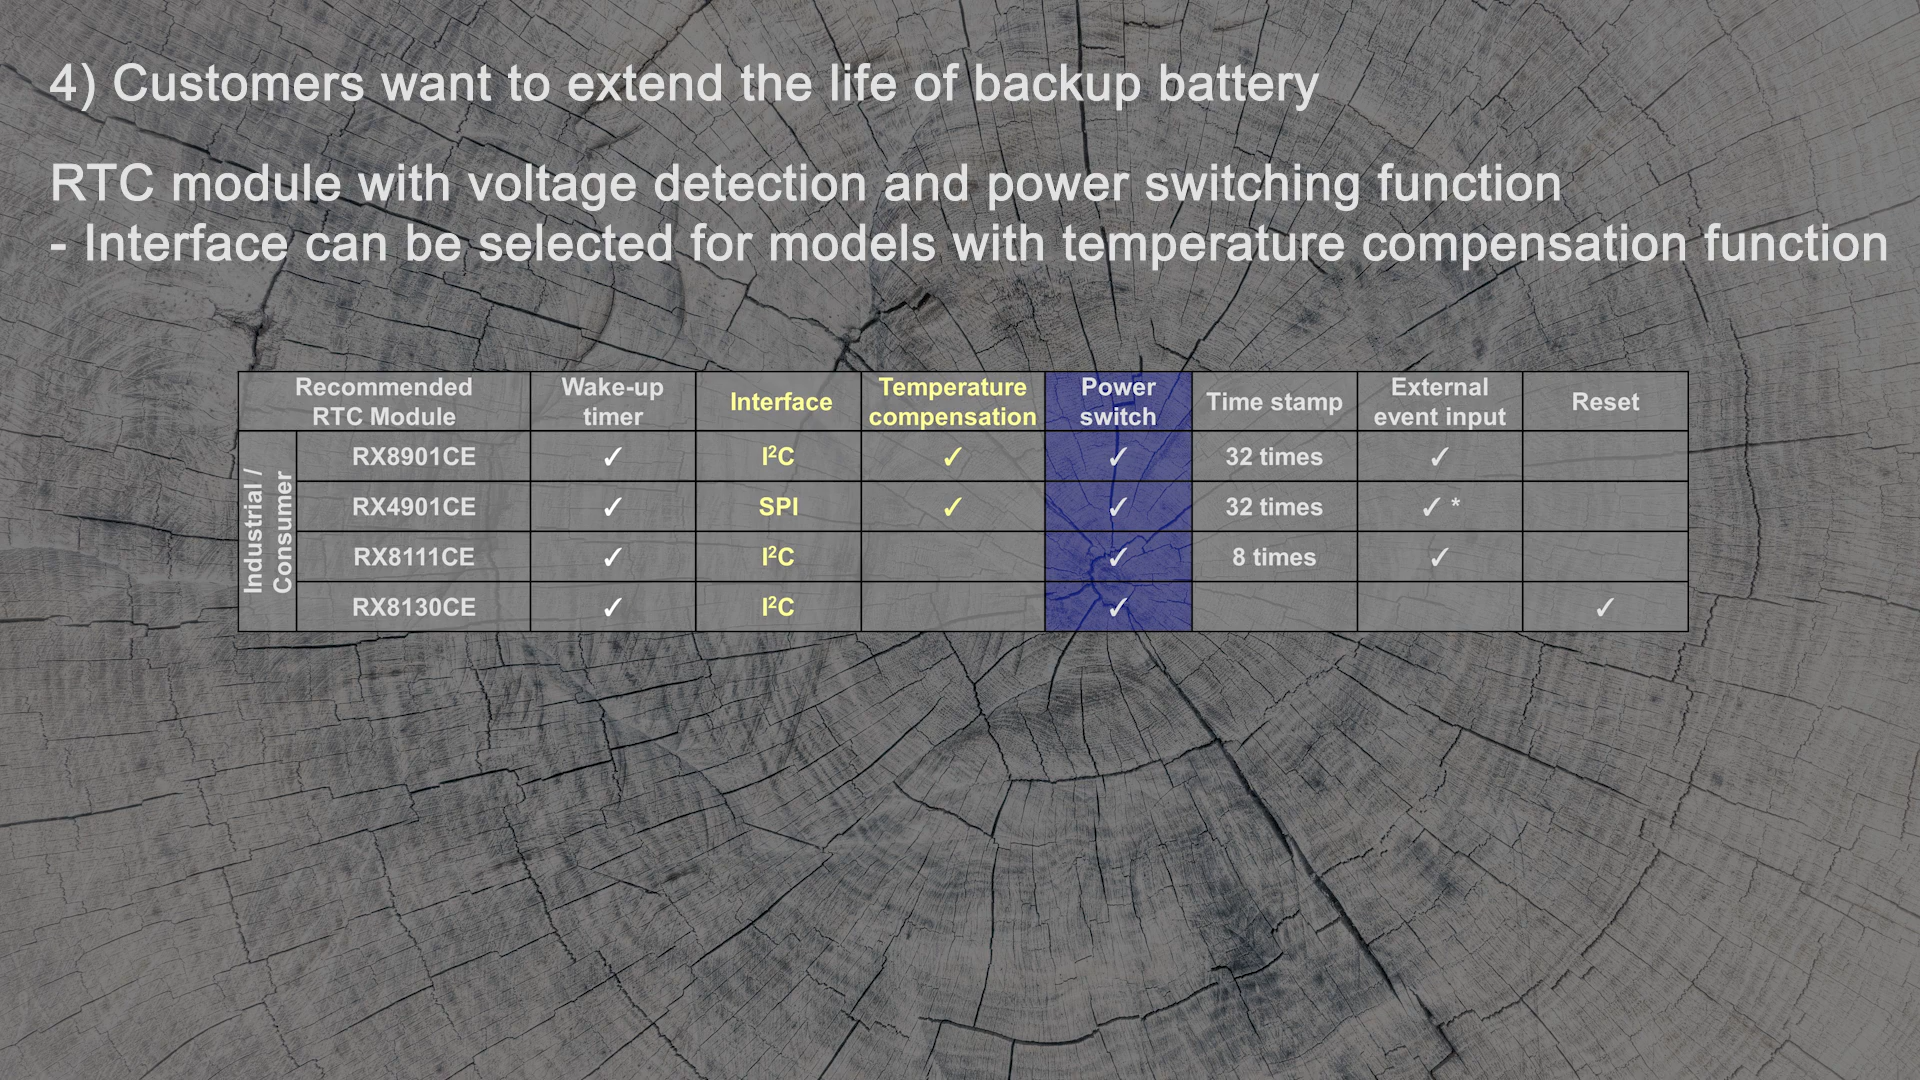 4) Customers want to extend the life of backup battery
RTC module with voltage detection and power switching function
- Interface can be selected for models with temperature compensation function
Recommended RTC Module Wake-up timer Interface Temperature compensation Power switch Time stamp External event input Reset
Industrial / Consumer
RX8901CE ✓ I²C ✓ ✓ 32 times ✓
RX4901CE ✓ SPI ✓ ✓ 32 times ✓ *
RX8111CE ✓ I²C ✓ 8 times ✓
RX8130CE ✓ I²C ✓ ✓